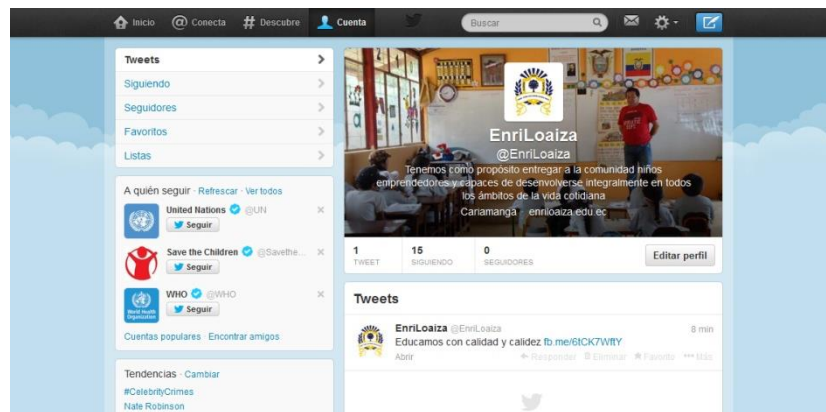 Inicio @ Conecta # Descubre Cuenta Buscar
Tweets
Siguiendo
Seguidores
Favoritos
Listas
A quién seguir · Refrescar · Ver todos
United Nations @UN
Seguir
Save the Children @Savethe...
Seguir
WHO @WHO
Seguir
World Health
Organization
Cuentas populares · Encontrar amigos
Tendencias · Cambiar
#CelebrityCrimes
Nate Robinson
EnriLoaiza
@EnriLoaiza
Tenemos como propósito entregar a la comunidad niños
emprendedores y capaces de desenvolverse integralmente en todos
los ámbitos de la vida cotidiana
Cariamanga enriloaiza.edu.ec
1 15 0
TWEET SIGUIENDO SEGUIDORES
Editar perfil
Tweets
EnriLoaiza @EnriLoaiza 8 min
Educamos con calidad y calidez fb.me/6tCK7WftY
Abrir Responder Eliminar Favorito Más